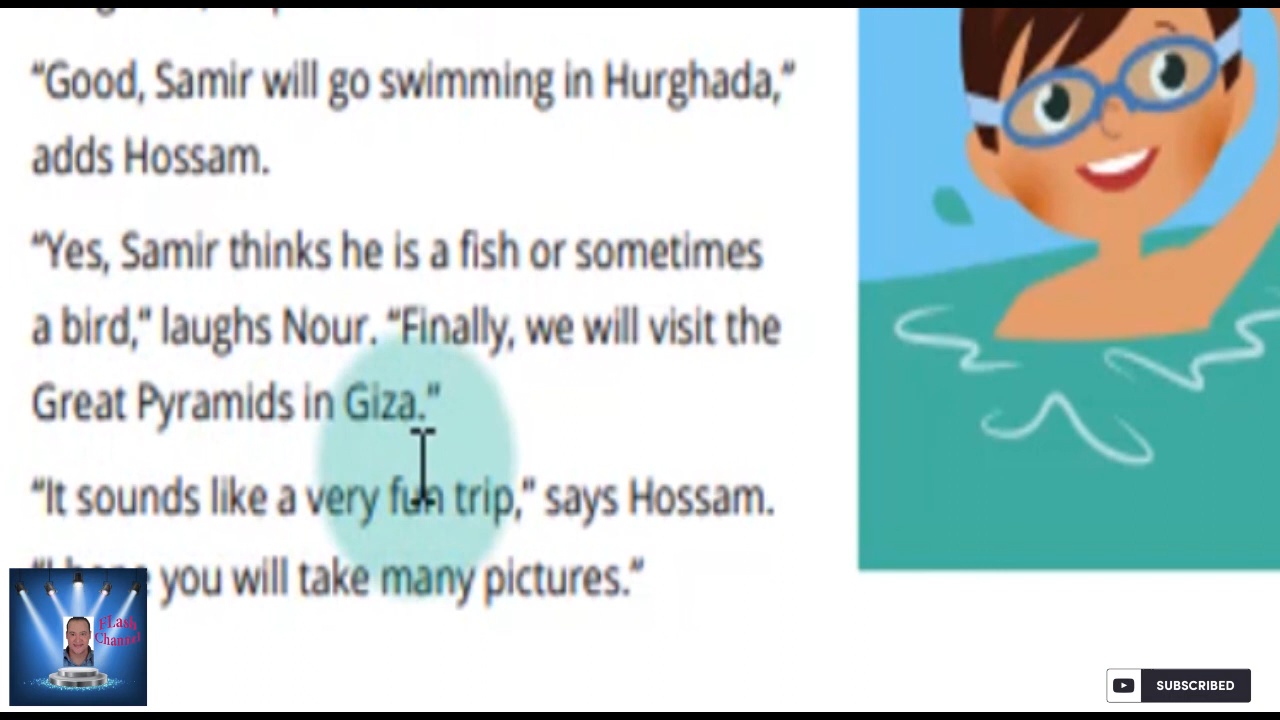 “Good, Samir will go swimming in Hurghada,”
adds Hossam.
“Yes, Samir thinks he is a fish or sometimes
a bird,” laughs Nour. “Finally, we will visit the
Great Pyramids in Giza.”
“It sounds like a very fun trip,” says Hossam.
you will take many pictures.”
FLash
Channel
SUBSCRIBED